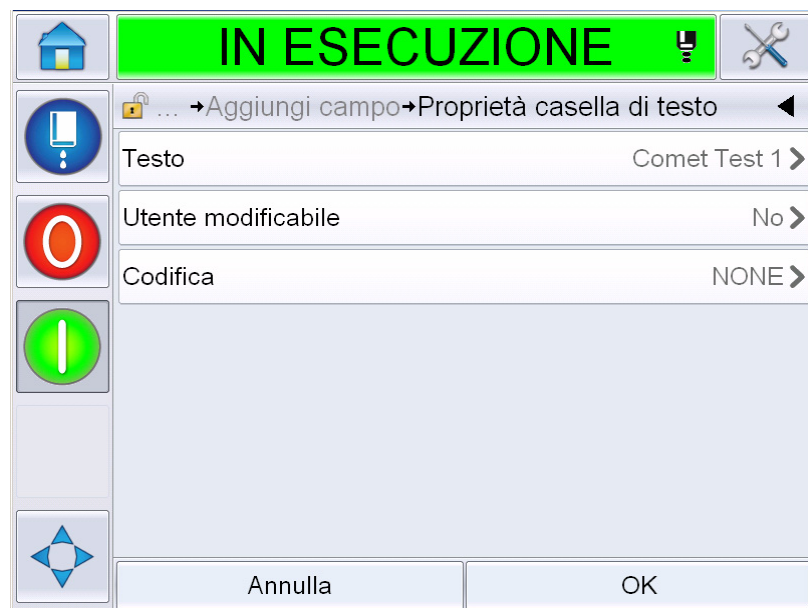 IN ESECUZIONE
... →Aggiungi campo→Proprietà casella di testo
Testo Comet Test 1
Utente modificabile No
Codifica NONE
Annulla OK